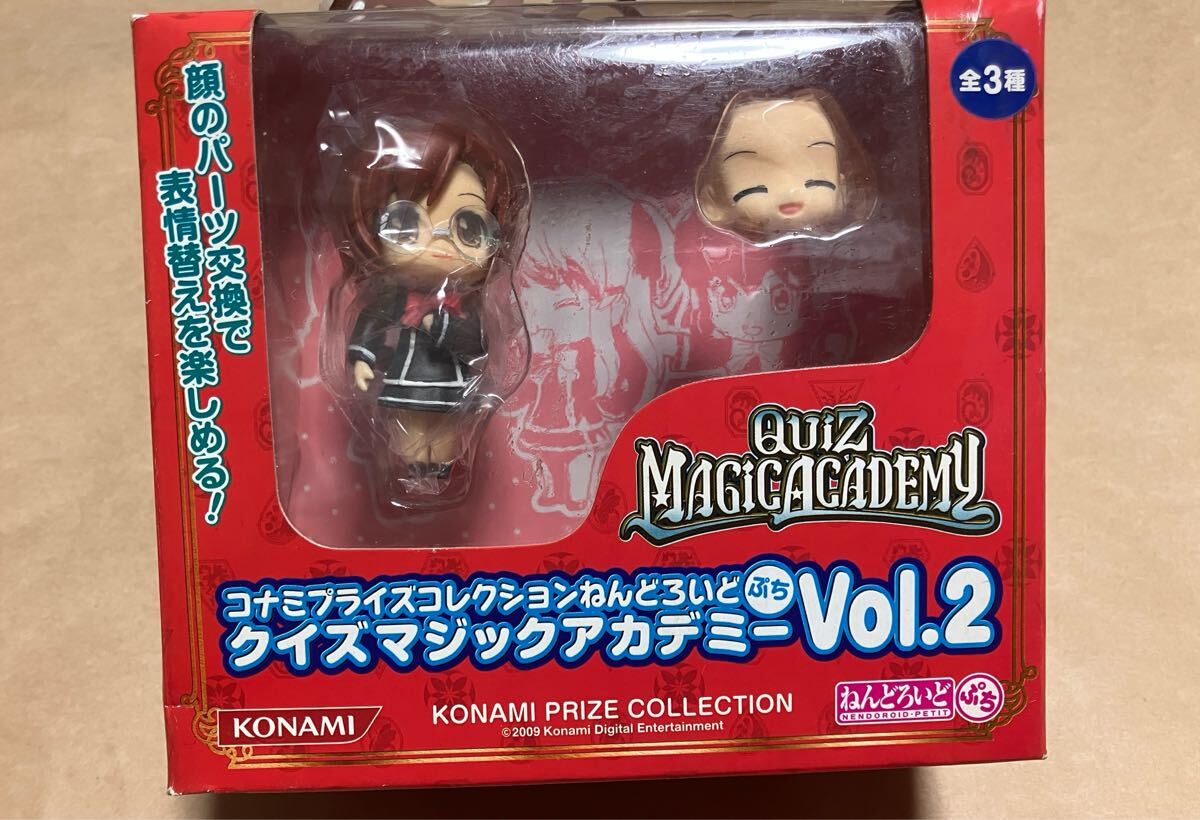 顔のパーツ交換で
表情替えを楽しめる!
全3種
QUiZ
MAGiCACADEMY
コナミプライズコレクションねんどろいど ぷち
クイズマジックアカデミー Vol.2
KONAMI
KONAMI PRIZE COLLECTION
©2009 Konami Digital Entertainment
ねんどろいど ぷち
NENDOROID-PETIT